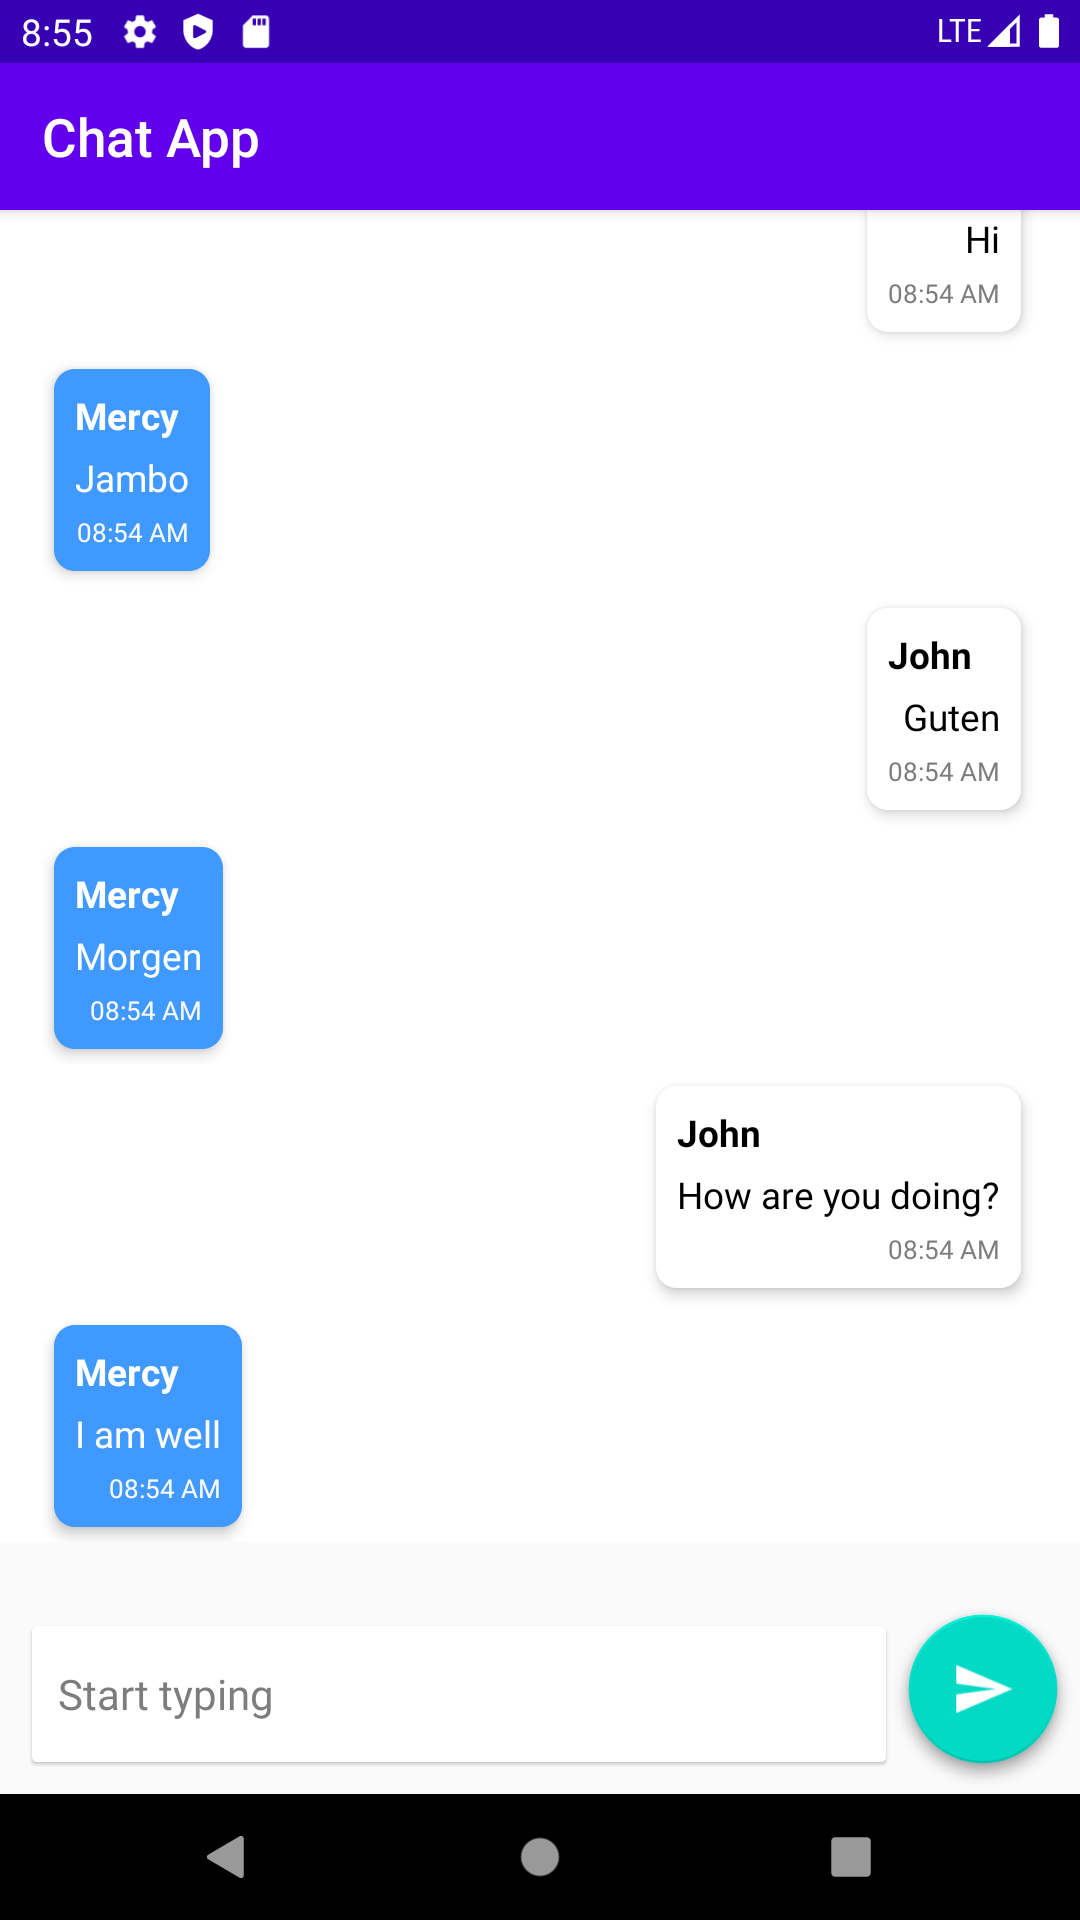 8:55 LTE
Chat App
Hi
08:54 AM
Mercy
Jambo
08:54 AM
John
Guten
08:54 AM
Mercy
Morgen
08:54 AM
John
How are you doing?
08:54 AM
Mercy
I am well
08:54 AM
Start typing